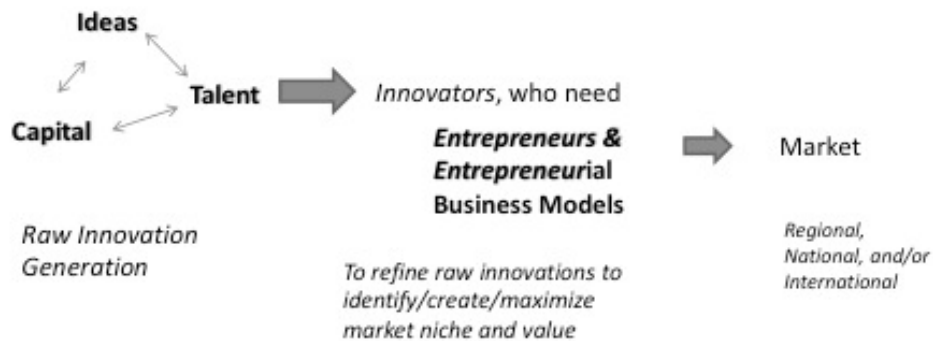 Ideas
Talent
Capital
Raw Innovation
Generation
Innovators, who need
Entrepreneurs &
Entrepreneurial
Business Models
To refine raw innovations to
identify/create/maximize
market niche and value
Market
Regional,
National, and/or
International